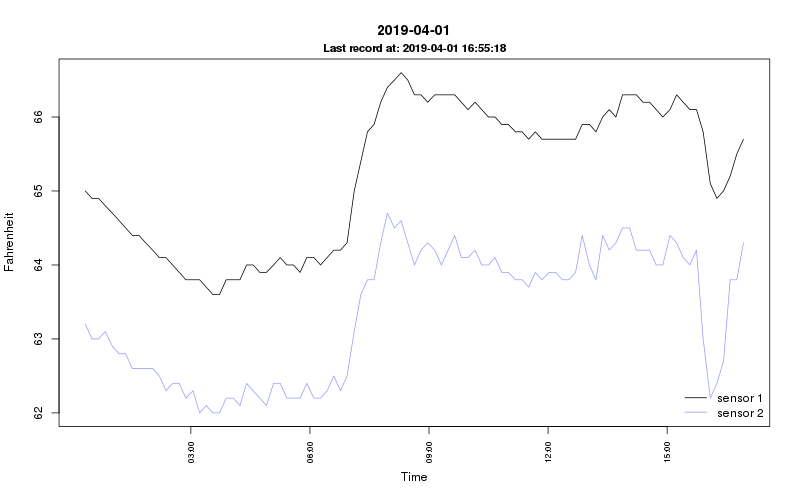 2019-04-01
Last record at: 2019-04-01 16:55:18
Fahrenheit
66
65
64
63
62
sensor 1
sensor 2
03:00
06:00
09:00
12:00
15:00
Time